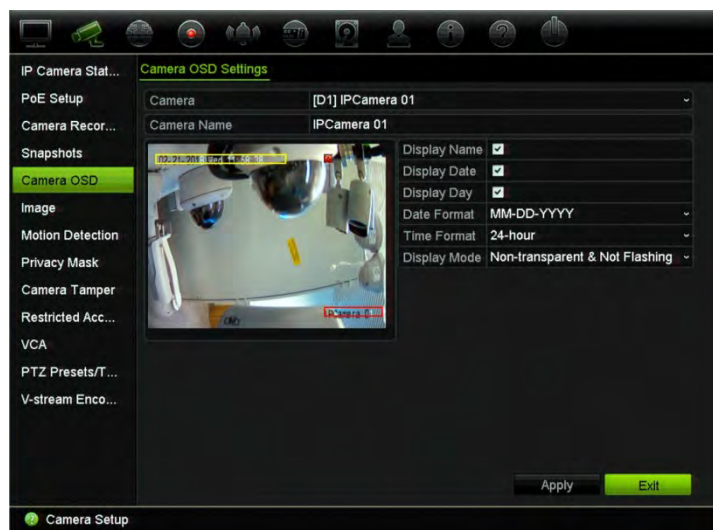 IP Camera Stat...
PoE Setup
Camera Recor...
Snapshots
Camera OSD
Image
Motion Detection
Privacy Mask
Camera Tamper
Restricted Acc...
VCA
PTZ Presets/T...
V-stream Enco...
Camera OSD Settings
Camera [D1] IPCamera 01
Camera Name IPCamera 01
Display Name
Display Date
Display Day
Date Format MM-DD-YYYY
Time Format 24-hour
Display Mode Non-transparent & Not Flashing
Apply Exit
Camera Setup